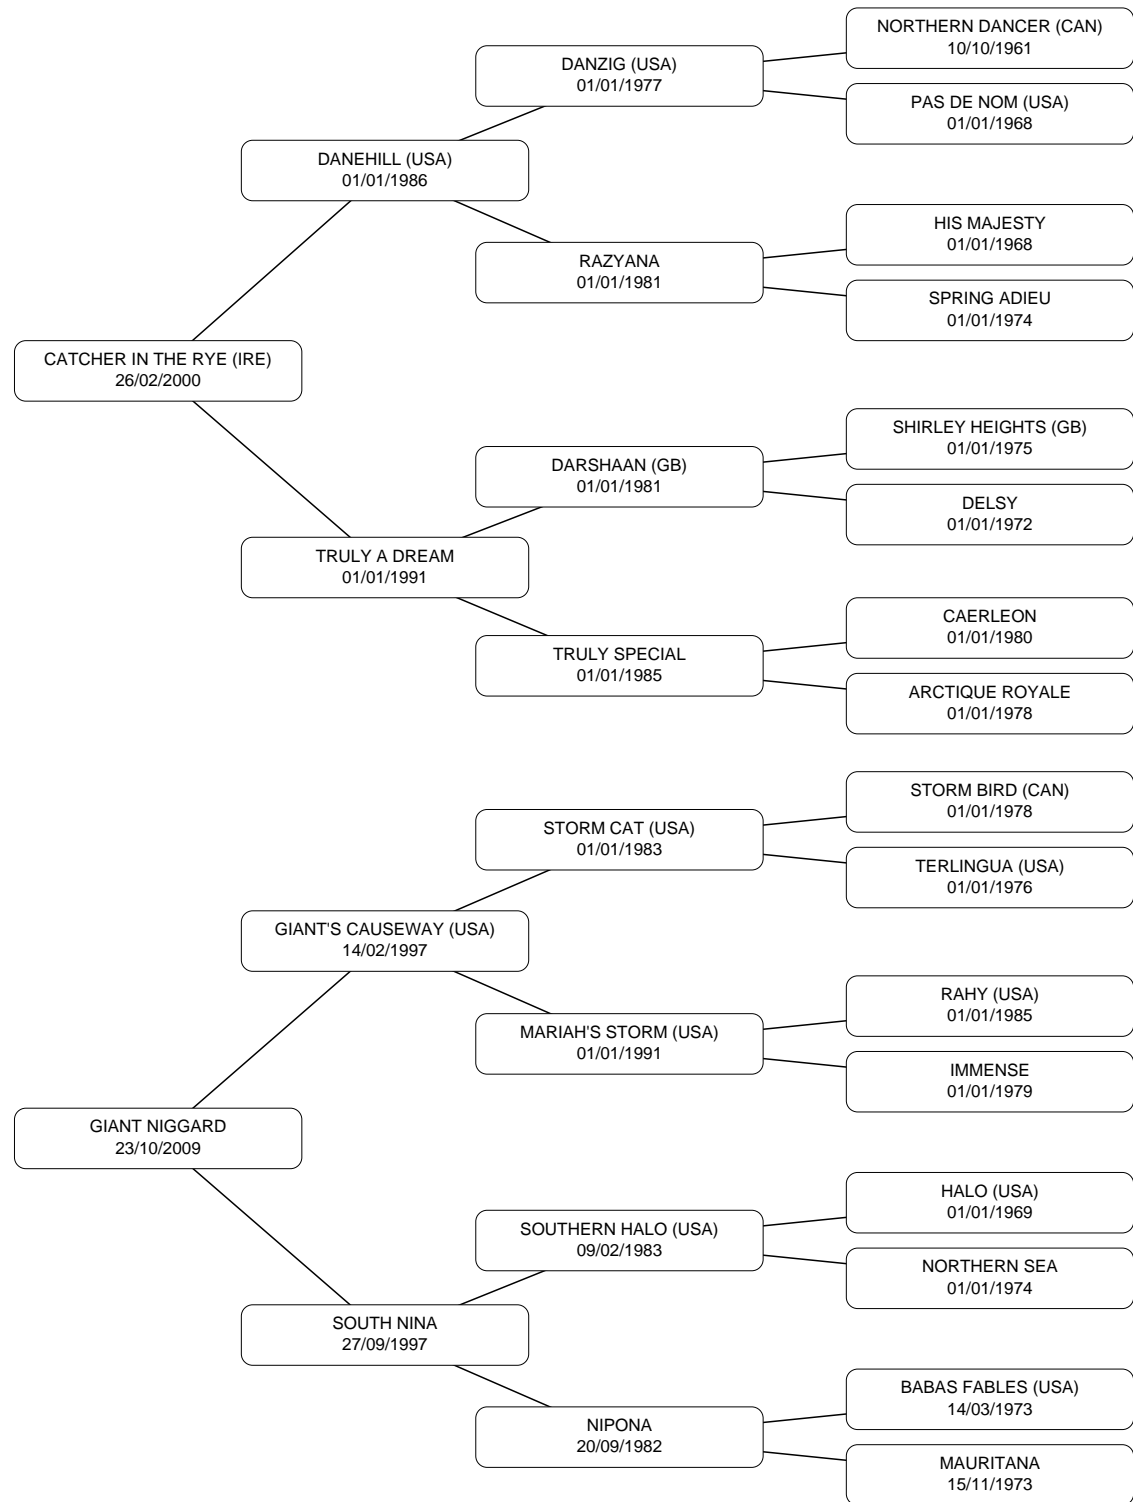 NORTHERN DANCER (CAN)
10/10/1961
DANZIG (USA)
01/01/1977
PAS DE NOM (USA)
01/01/1968
DANEHILL (USA)
01/01/1986
HIS MAJESTY
01/01/1968
RAZYANA
01/01/1981
SPRING ADIEU
01/01/1974
CATCHER IN THE RYE (IRE)
26/02/2000
SHIRLEY HEIGHTS (GB)
01/01/1975
DARSHAAN (GB)
01/01/1981
DELSY
01/01/1972
TRULY A DREAM
01/01/1991
CAERLEON
01/01/1980
TRULY SPECIAL
01/01/1985
ARCTIQUE ROYALE
01/01/1978
STORM BIRD (CAN)
01/01/1978
STORM CAT (USA)
01/01/1983
TERLINGUA (USA)
01/01/1976
GIANT'S CAUSEWAY (USA)
14/02/1997
RAHY (USA)
01/01/1985
MARIAH'S STORM (USA)
01/01/1991
IMMENSE
01/01/1979
GIANT NIGGARD
23/10/2009
HALO (USA)
01/01/1969
SOUTHERN HALO (USA)
09/02/1983
NORTHERN SEA
01/01/1974
SOUTH NINA
27/09/1997
BABAS FABLES (USA)
14/03/1973
NIPONA
20/09/1982
MAURITANA
15/11/1973